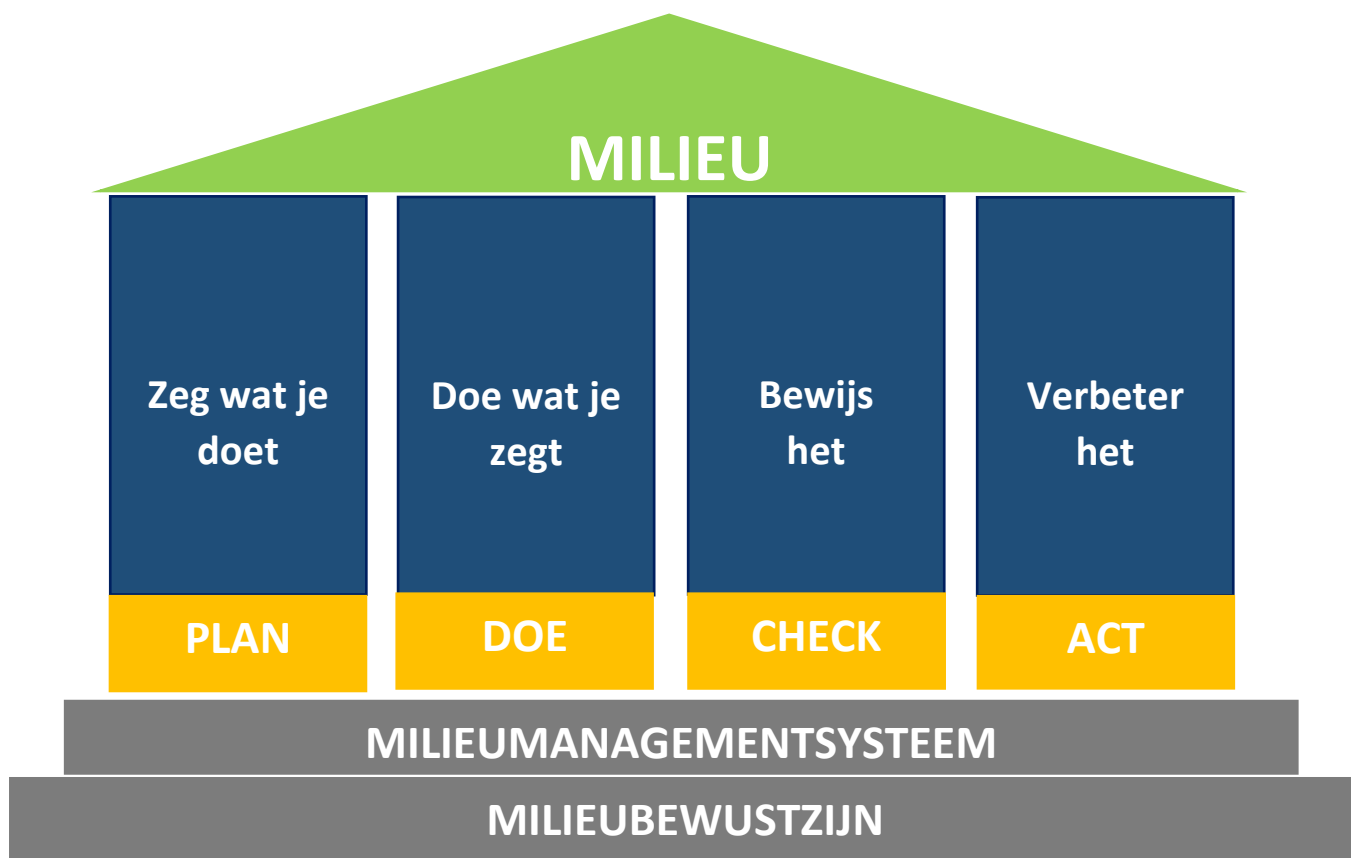 MILIEU
Zeg wat je
doet
Doe wat je
zegt
Bewijs
het
Verbeter
het
PLAN
DOE
CHECK
ACT
MILIEUMANAGEMENTSYSTEEM
MILIEUBEWUSTZIJN